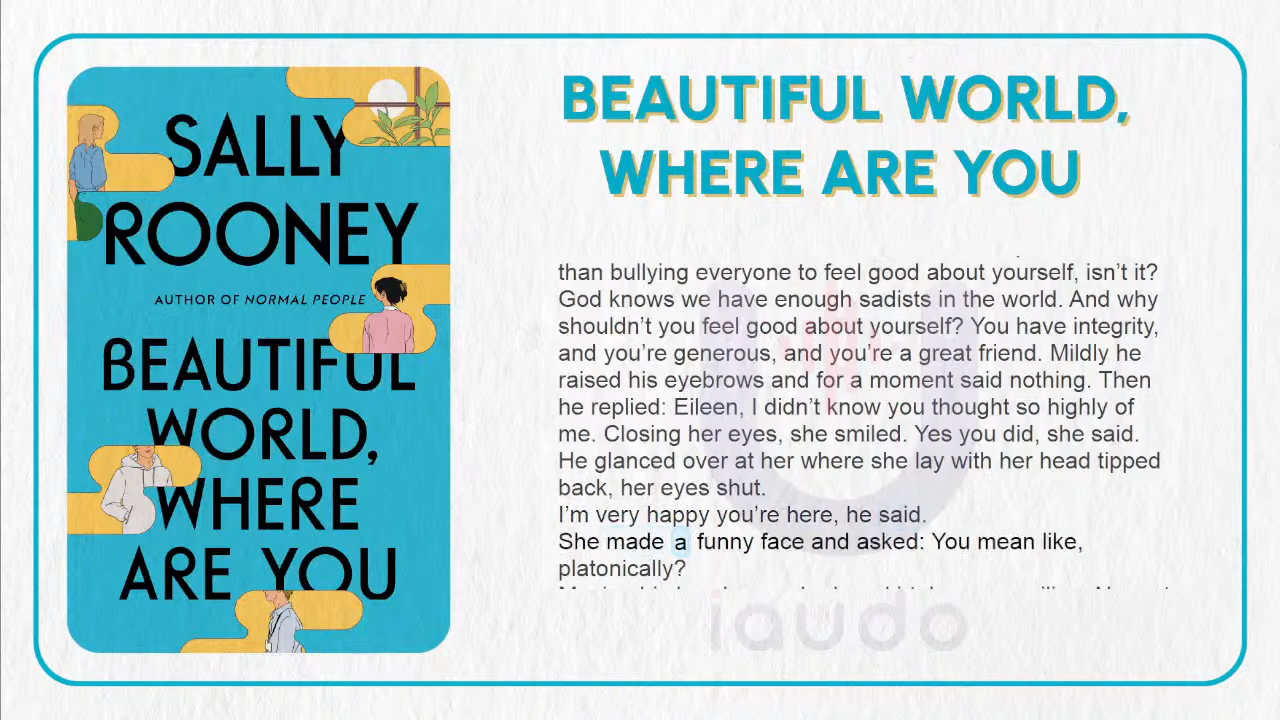 SALLY
ROONEY
AUTHOR OF NORMAL PEOPLE
BEAUTIFUL
WORLD,
WHERE
ARE YOU
BEAUTIFUL WORLD,
WHERE ARE YOU
than bullying everyone to feel good about yourself, isn’t it?
God knows we have enough sadists in the world. And why
shouldn’t you feel good about yourself? You have integrity,
and you’re generous, and you’re a great friend. Mildly he
raised his eyebrows and for a moment said nothing. Then
he replied: Eileen, I didn’t know you thought so highly of
me. Closing her eyes, she smiled. Yes you did, she said.
He glanced over at her where she lay with her head tipped
back, her eyes shut.
I’m very happy you’re here, he said.
She made a funny face and asked: You mean like,
platonically?
iaudo